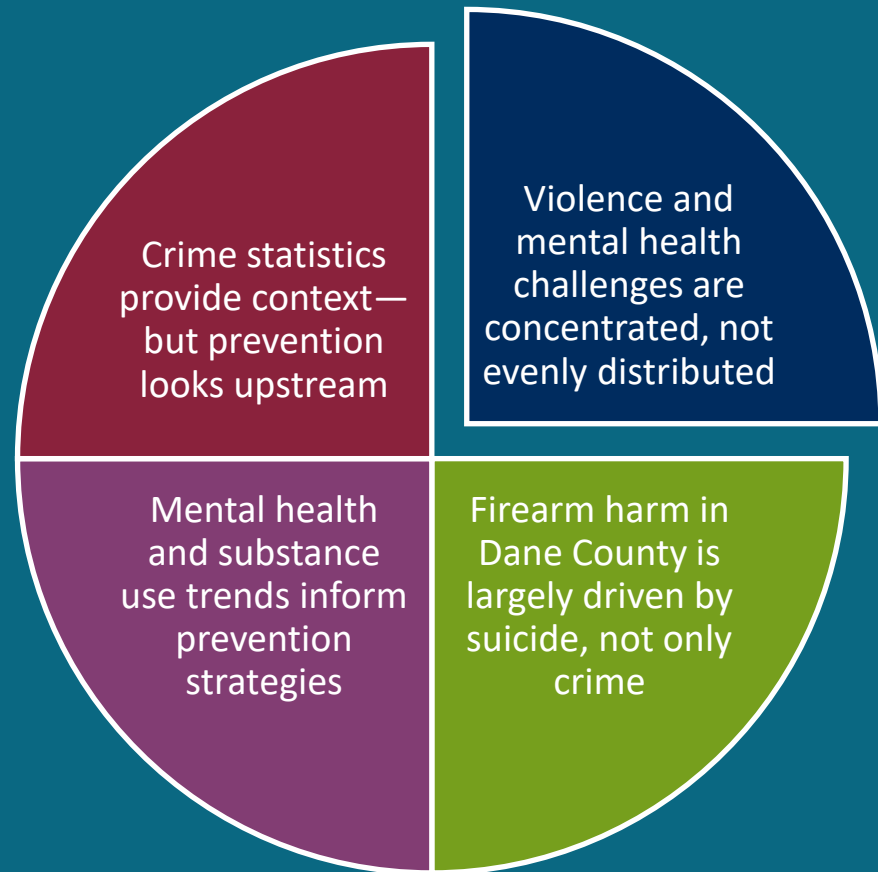 Crime statistics
provide context—
but prevention
looks upstream
Violence and
mental health
challenges are
concentrated, not
evenly distributed
Mental health
and substance
use trends inform
prevention
strategies
Firearm harm in
Dane County is
largely driven by
suicide, not only
crime